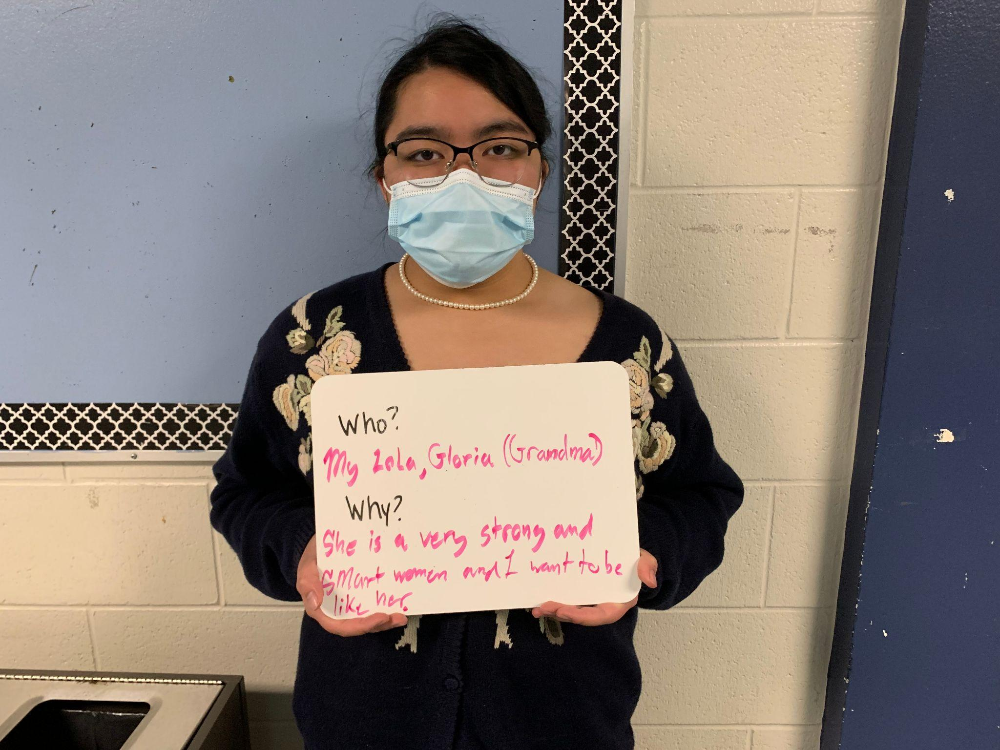 Who?
My Lola, Gloria (Grandma)
Why?
She is a very strong and
smart women and I want to be
like her.